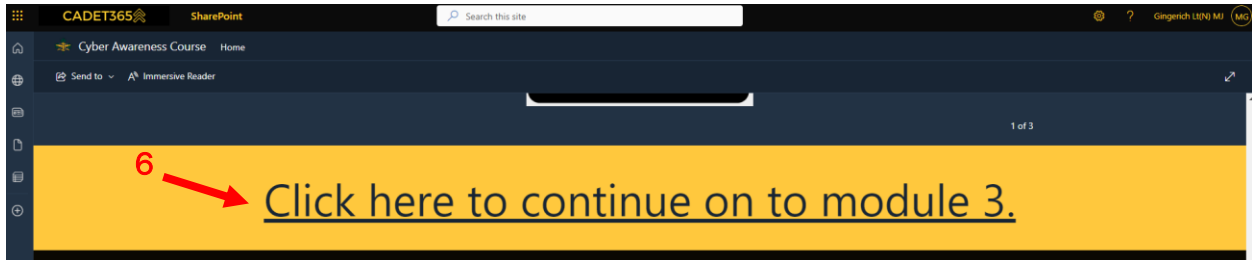 CADET365 SharePoint Search this site ? Gingerich Lt(N) MJ MG
Cyber Awareness Course Home
Send to Immersive Reader
1 of 3
6
Click here to continue on to module 3.